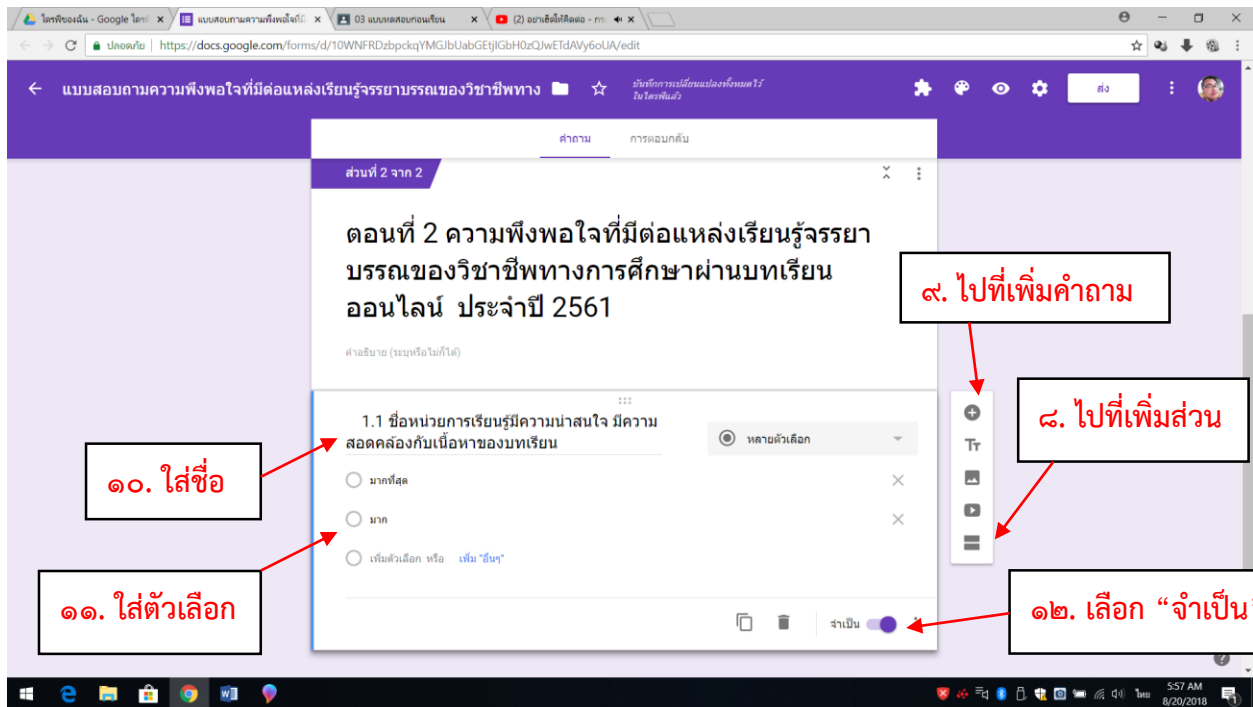 ไดรฟ์ของฉัน - Google ไดรฟ์
แบบสอบถามความพึงพอใจที่มี
03 แบบทดสอบก่อนเรียน
(2) อย่าเฮ็ดให้คิดฮอด - กา
ปลอดภัย | https://docs.google.com/forms/d/10WNFRDzbpckqYMGJbUabGEtjIGbH0zQJwETdAVy6oUA/edit
แบบสอบถามความพึงพอใจที่มีต่อแหล่งเรียนรู้จรรยาบรรณของวิชาชีพทาง
บันทึกการเปลี่ยนแปลงทั้งหมดไว้
ในไดรฟ์แล้ว
ส่ง
คำถาม การตอบกลับ
ส่วนที่ 2 จาก 2
ตอนที่ 2 ความพึงพอใจที่มีต่อแหล่งเรียนรู้จรรยา
บรรณของวิชาชีพทางการศึกษาผ่านบทเรียน
ออนไลน์ ประจำปี 2561
คำอธิบาย (ระบุหรือไม่ก็ได้)
๙. ไปที่เพิ่มคำถาม
๘. ไปที่เพิ่มส่วน
1.1 ชื่อหน่วยการเรียนรู้มีความน่าสนใจ มีความ
สอดคล้องกับเนื้อหาของบทเรียน
หลายตัวเลือก
Tт
๑๐. ใส่ชื่อ
มากที่สุด
มาก
เพิ่มตัวเลือก หรือ เพิ่ม "อื่นๆ"
๑๑. ใส่ตัวเลือก
๑๒. เลือก “จำเป็น”
จำเป็น
ไทย
5:57 AM
8/20/2018